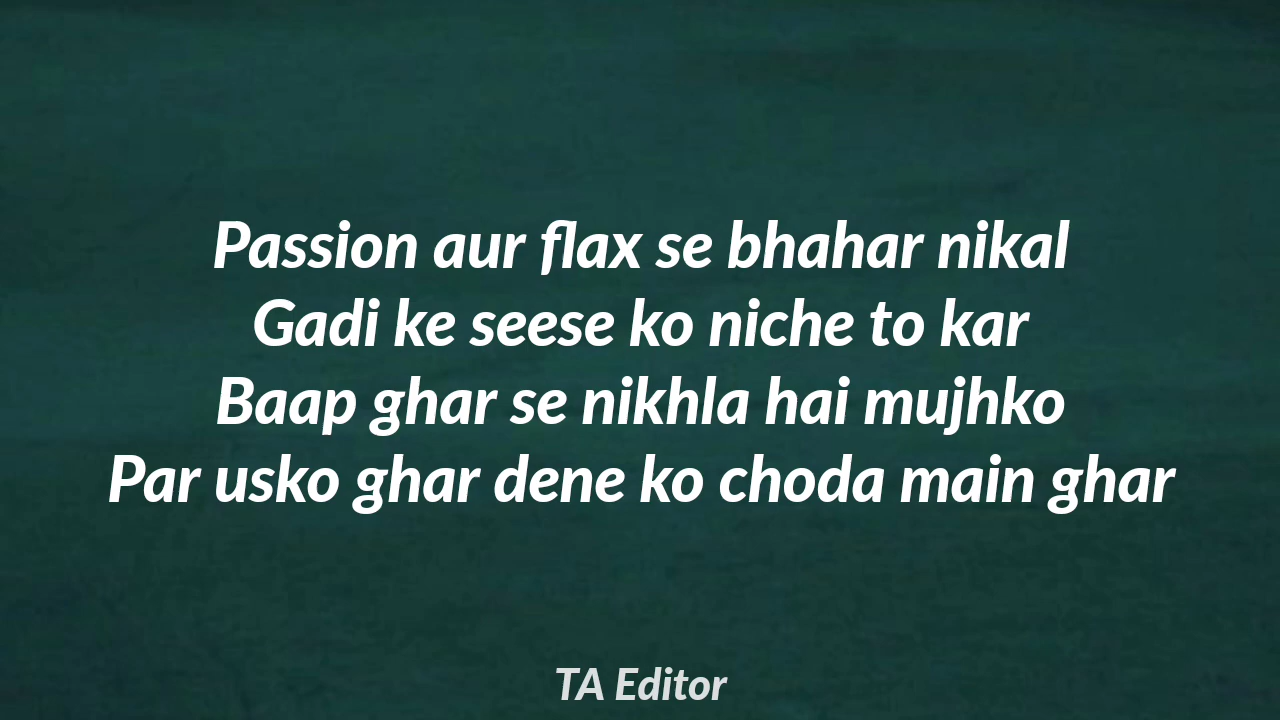 Passion aur flax se bhahar nikal
Gadi ke seese ko niche to kar
Baap ghar se nikhla hai mujhko
Par usko ghar dene ko choda main ghar
TA Editor